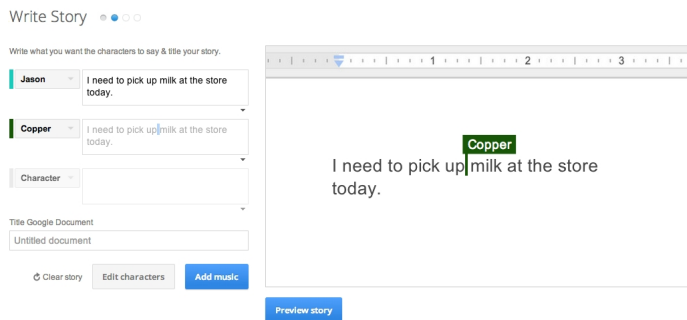 Write Story
Write what you want the characters to say & title your story.
Jason
I need to pick up milk at the store
today.
Copper
I need to pick up milk at the store
today.
Character
Title Google Document
Untitled document
Clear story
Edit characters
Add music
1 2 3
Copper
I need to pick up milk at the store
today.
Preview story